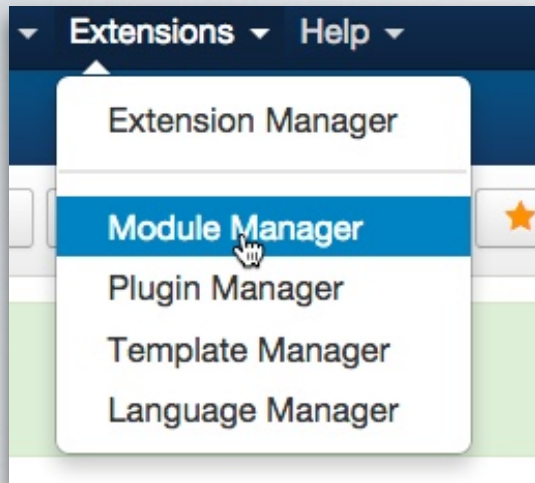 Extensions Help
Extension Manager
Module Manager
Plugin Manager
Template Manager
Language Manager